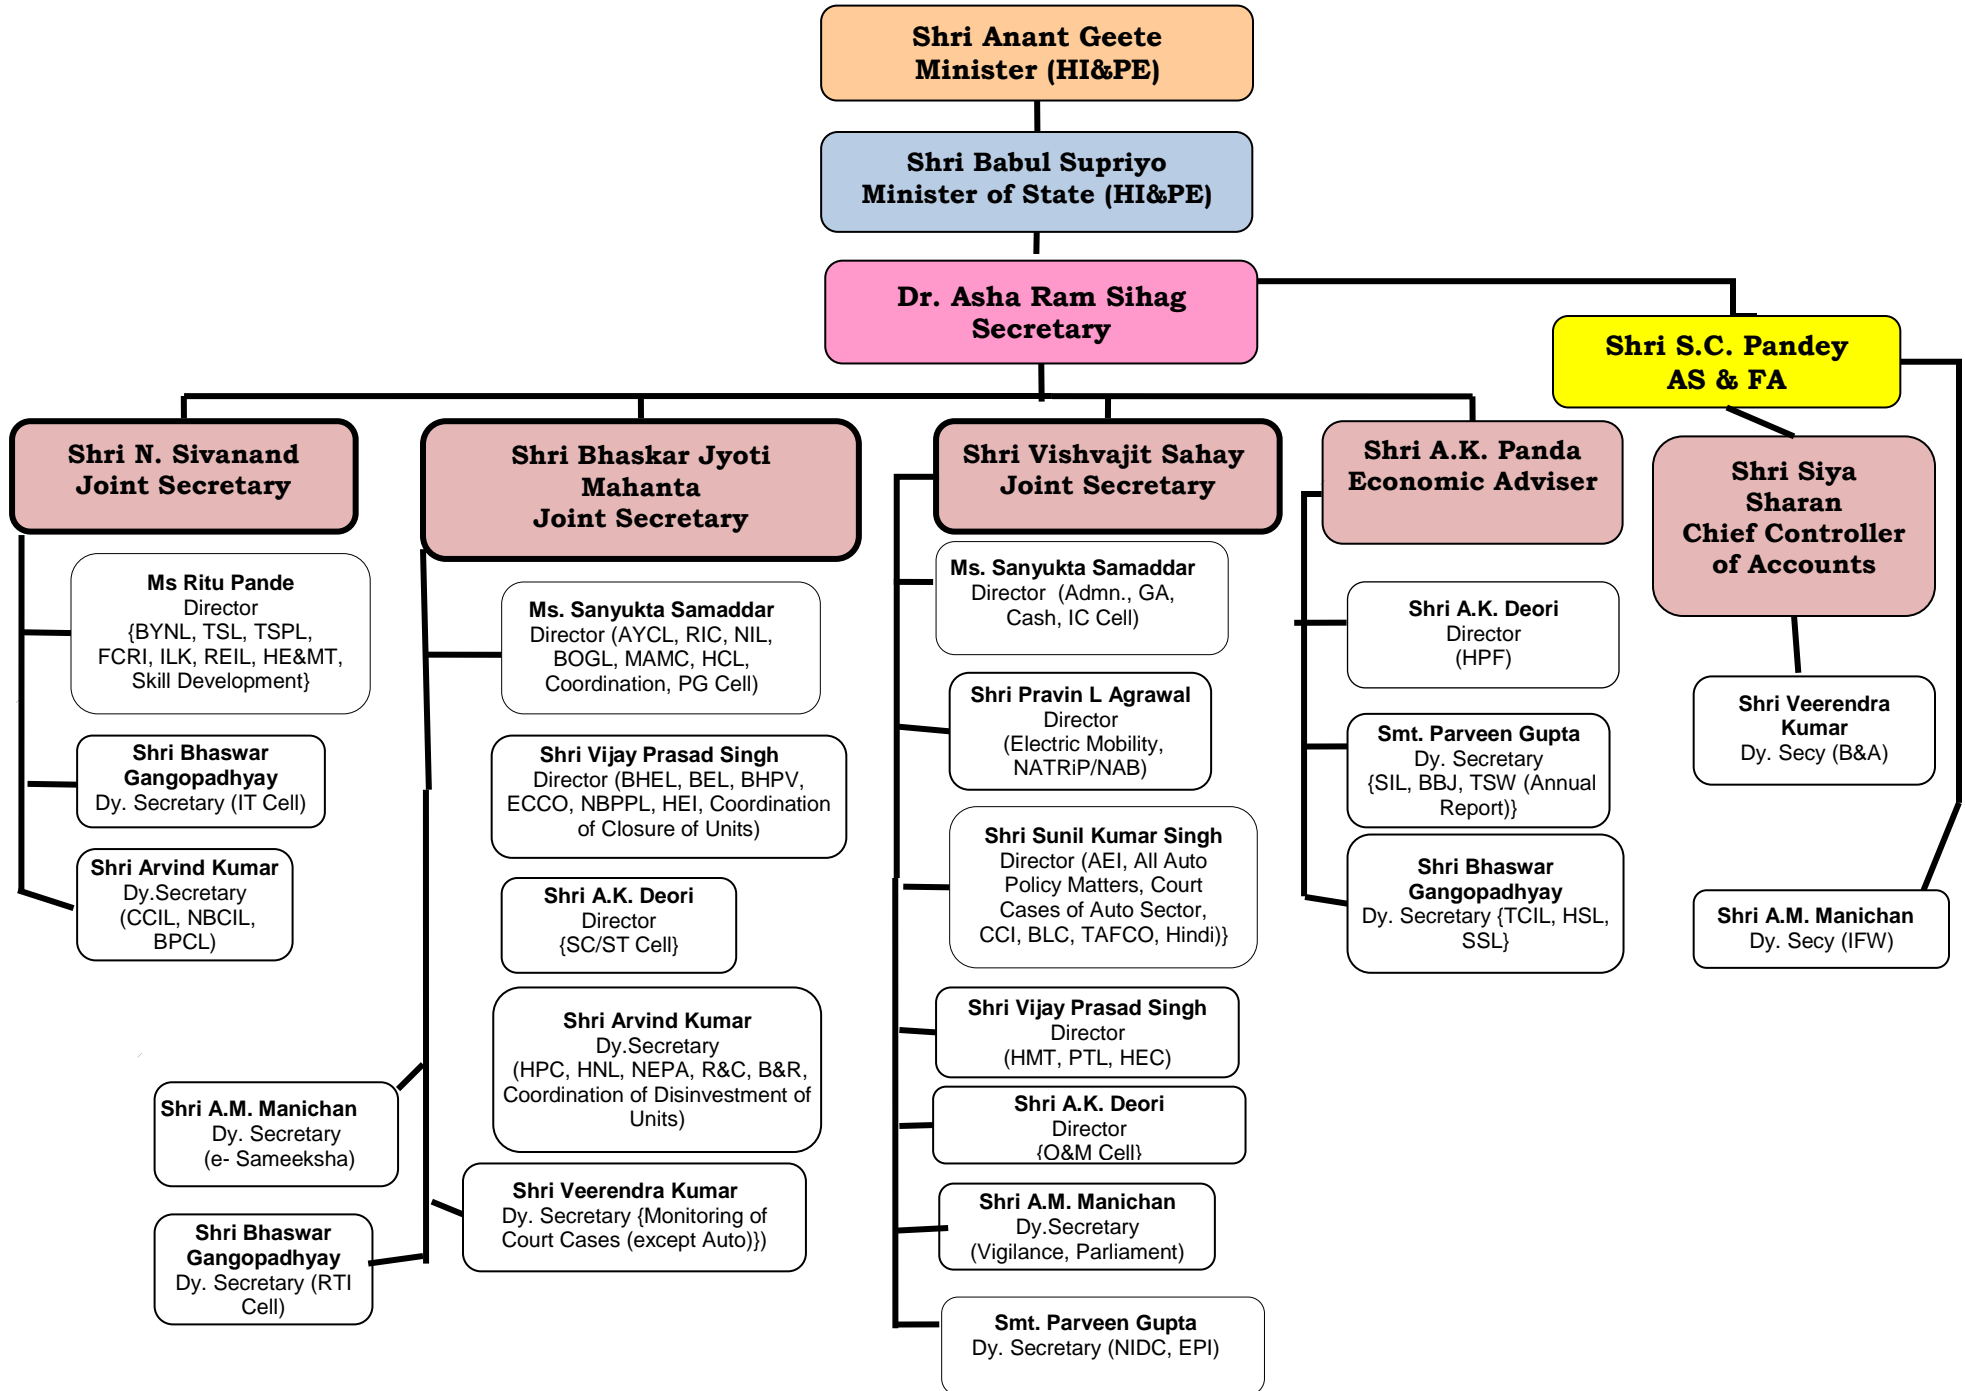 Shri Anant Geete
Minister (HI&PE)
Shri Babul Supriyo
Minister of State (HI&PE)
Dr. Asha Ram Sihag
Secretary
Shri S.C. Pandey
AS & FA
Shri N. Sivanand
Joint Secretary
Ms Ritu Pande
Director
{BYNL, TSL, TSPL,
FCRI, ILK, REIL, HE&MT,
Skill Development}
Shri Bhaswar
Gangopadhyay
Dy. Secretary (IT Cell)
Shri Arvind Kumar
Dy.Secretary
(CCIL, NBCIL,
BPCL)
Shri Bhaskar Jyoti
Mahanta
Joint Secretary
Ms. Sanyukta Samaddar
Director (AYCL, RIC, NIL,
BOGL, MAMC, HCL,
Coordination, PG Cell)
Shri Vijay Prasad Singh
Director (BHEL, BEL, BHPV,
ECCO, NBPPL, HEI, Coordination
of Closure of Units)
Shri A.K. Deori
Director
{SC/ST Cell}
Shri Arvind Kumar
Dy.Secretary
(HPC, HNL, NEPA, R&C, B&R,
Coordination of Disinvestment of
Units)
Shri A.M. Manichan
Dy. Secretary
(e- Sameeksha)
Shri Veerendra Kumar
Dy. Secretary {Monitoring of
Court Cases (except Auto)})
Shri Bhaswar
Gangopadhyay
Dy. Secretary (RTI
Cell)
Shri Vishvajit Sahay
Joint Secretary
Ms. Sanyukta Samaddar
Director (Admn., GA,
Cash, IC Cell)
Shri Pravin L Agrawal
Director
(Electric Mobility,
NATRiP/NAB)
Shri Sunil Kumar Singh
Director (AEI, All Auto
Policy Matters, Court
Cases of Auto Sector,
CCI, BLC, TAFCO, Hindi)}
Shri Vijay Prasad Singh
Director
(HMT, PTL, HEC)
Shri A.K. Deori
Director
{O&M Cell}
Shri A.M. Manichan
Dy.Secretary
(Vigilance, Parliament)
Smt. Parveen Gupta
Dy. Secretary (NIDC, EPI)
Shri A.K. Panda
Economic Adviser
Shri A.K. Deori
Director
(HPF)
Smt. Parveen Gupta
Dy. Secretary
{SIL, BBJ, TSW (Annual
Report)}
Shri Bhaswar
Gangopadhyay
Dy. Secretary {TCIL, HSL,
SSL}
Shri Siya
Sharan
Chief Controller
of Accounts
Shri Veerendra
Kumar
Dy. Secy (B&A)
Shri A.M. Manichan
Dy. Secy (IFW)